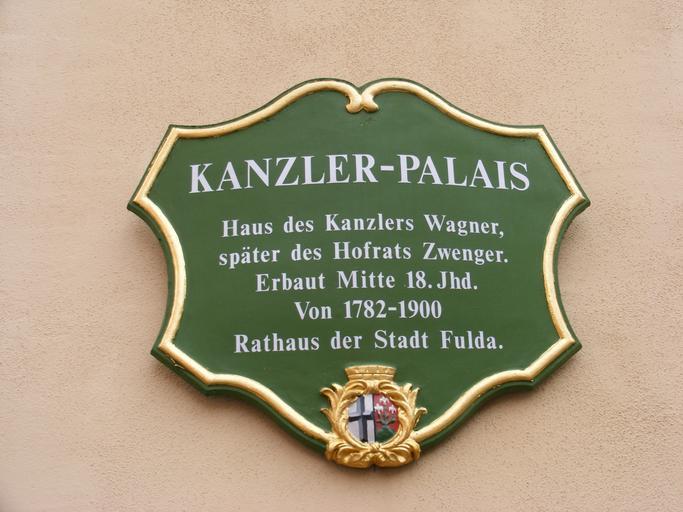 KANZLER-PALAIS
Haus des Kanzlers Wagner,
später des Hofrats Zwenger.
Erbaut Mitte 18. Jhd.
Von 1782-1900
Rathaus der Stadt Fulda.